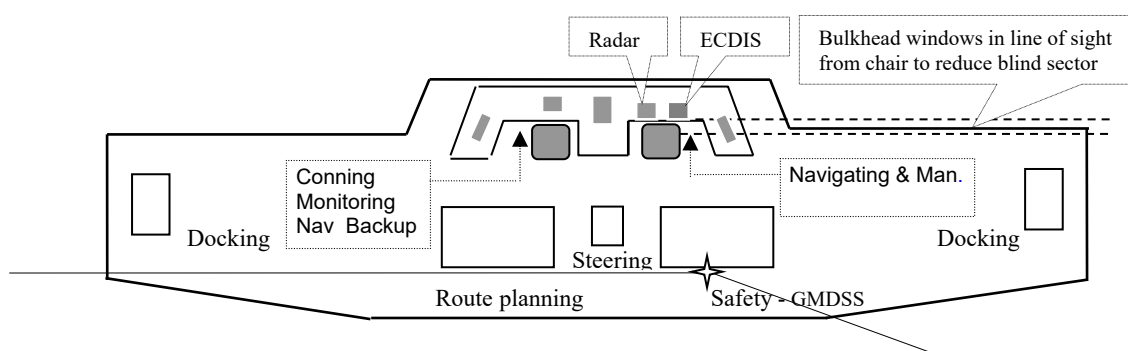 Radar
ECDIS
Bulkhead windows in line of sight
from chair to reduce blind sector
Conning
Monitoring
Nav Backup
Navigating & Man.
Docking
Docking
Steering
Route planning
Safety - GMDSS